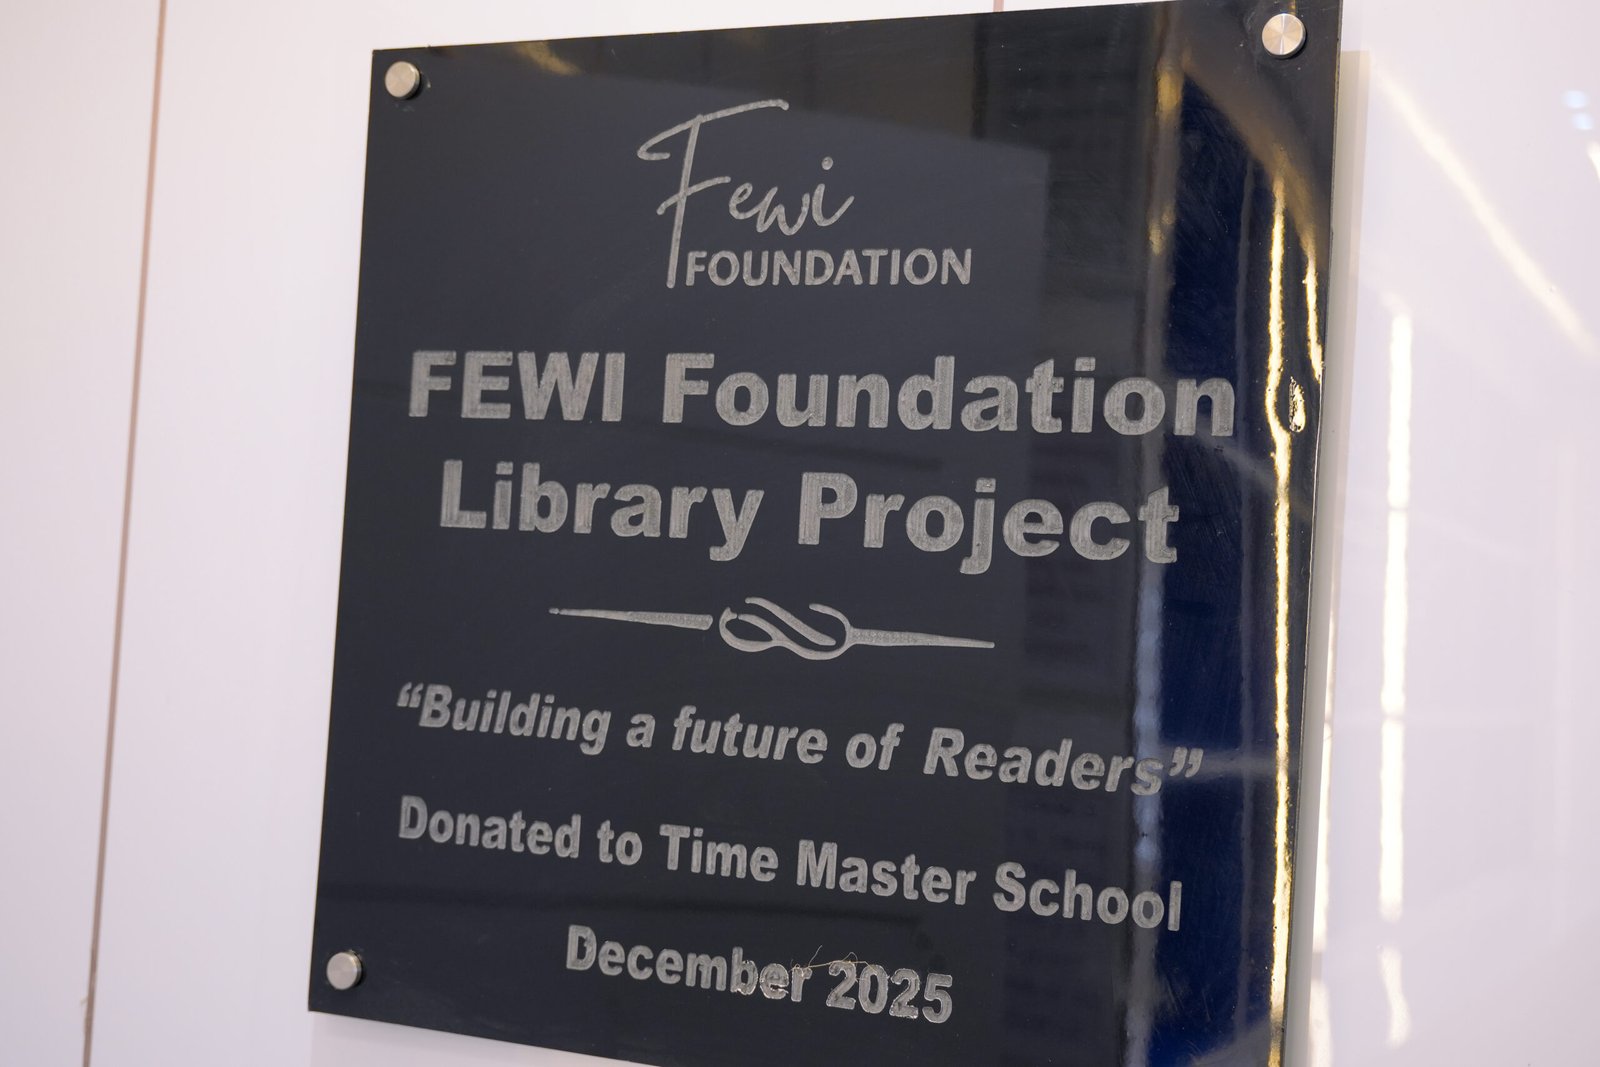 Fewi
FOUNDATION
FEWI Foundation
Library Project
“Building a future of Readers”
Donated to Time Master School
December 2025